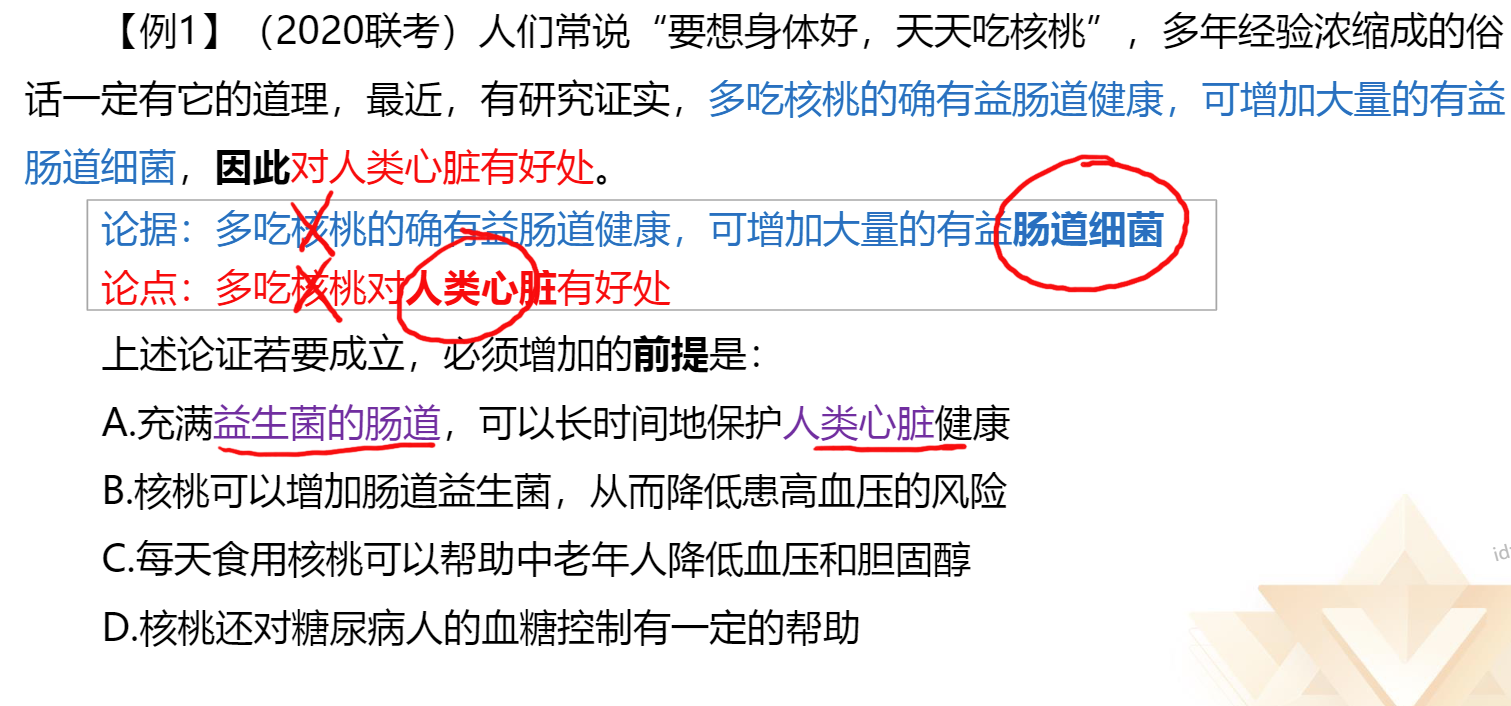 【例1】（2020联考）人们常说“要想身体好，天天吃核桃”，多年经验浓缩成的俗
话一定有它的道理，最近，有研究证实，多吃核桃的确有益肠道健康，可增加大量的有益
肠道细菌，因此对人类心脏有好处。
论据：多吃核桃的确有益肠道健康，可增加大量的有益肠道细菌
论点：多吃核桃对人类心脏有好处
上述论证若要成立，必须增加的前提是：
A.充满益生菌的肠道，可以长时间地保护人类心脏健康
B.核桃可以增加肠道益生菌，从而降低患高血压的风险
C.每天食用核桃可以帮助中老年人降低血压和胆固醇
D.核桃还对糖尿病人的血糖控制有一定的帮助